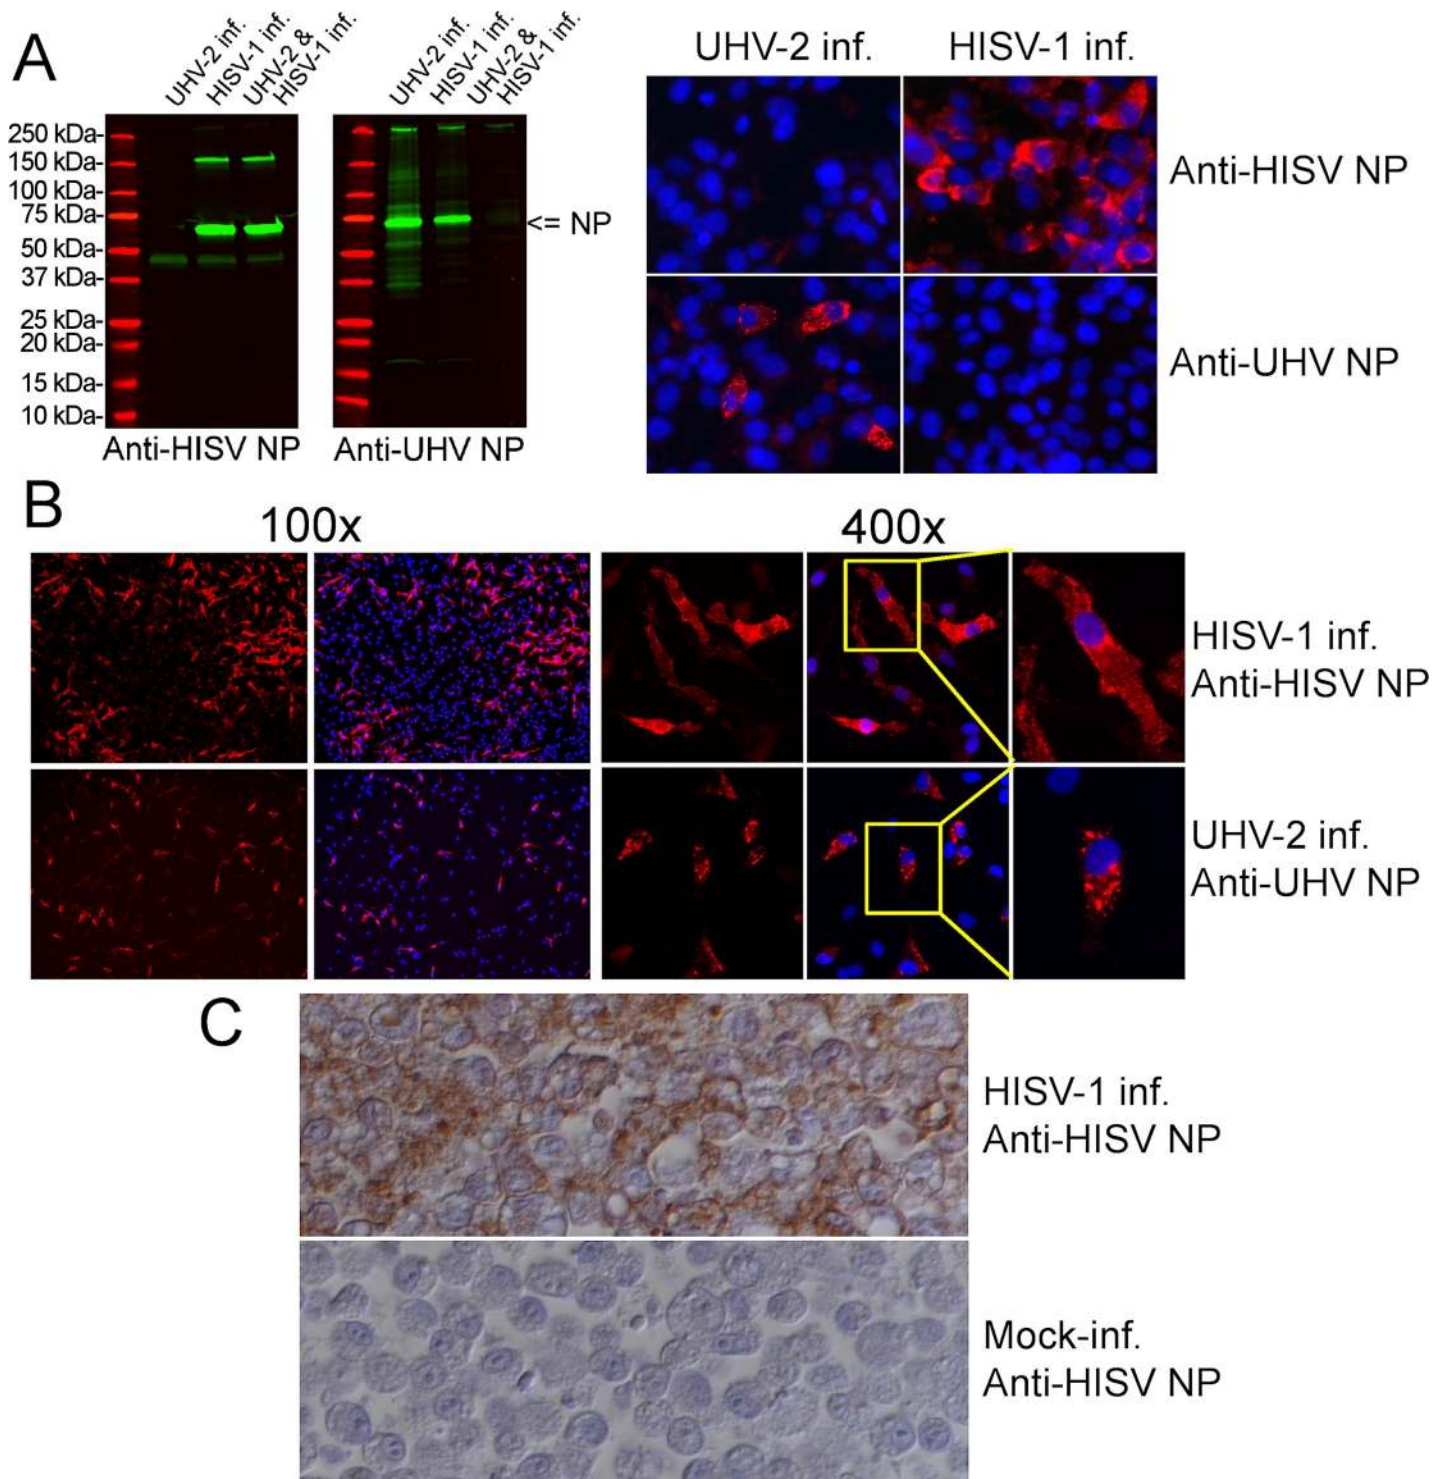 A
UHV-2 inf.
HISV-1 inf.
UHV-2 &
HISV-1 inf.
UHV-2 inf.
HISV-1 inf.
UHV-2 &
HISV-1 inf.
250 kDa-
150 kDa-
100 kDa-
75 kDa-
50 kDa-
37 kDa-
25 kDa-
20 kDa-
15 kDa-
10 kDa-
<= NP
Anti-HISV NP
Anti-UHV NP
UHV-2 inf.
HISV-1 inf.
Anti-HISV NP
Anti-UHV NP
B
100x
400x
HISV-1 inf.
Anti-HISV NP
UHV-2 inf.
Anti-UHV NP
C
HISV-1 inf.
Anti-HISV NP
Mock-inf.
Anti-HISV NP